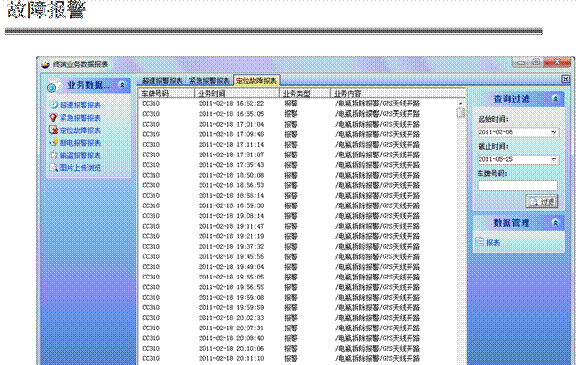 故障报警
终端业务数据报表
业务数据...
超速报警报表
紧急报警报表
定位故障报表
断电报警报表
偷盗报警报表
图片上传浏览
超速报警报表 紧急报警报表 定位故障报表
车牌号码 业务时间 业务类型 业务内容
CC310 2011-02-18 16:52:22 报警 /电瓶拆除报警/GPS天线开路
CC310 2011-02-18 16:55:05 报警 /电瓶拆除报警/GPS天线开路
CC310 2011-02-18 17:01:04 报警 /电瓶拆除报警/GPS天线开路
CC310 2011-02-18 17:09:48 报警 /电瓶拆除报警/GPS天线开路
CC310 2011-02-18 17:11:14 报警 /电瓶拆除报警/GPS天线开路
CC310 2011-02-18 17:31:07 报警 /电瓶拆除报警/GPS天线开路
CC310 2011-02-18 17:35:43 报警 /电瓶拆除报警/GPS天线开路
CC310 2011-02-18 18:50:08 报警 /电瓶拆除报警/GPS天线开路
CC310 2011-02-18 18:56:53 报警 /电瓶拆除报警/GPS天线开路
CC310 2011-02-18 18:58:14 报警 /电瓶拆除报警/GPS天线开路
CC310 2011-02-18 18:59:30 报警 /电瓶拆除报警/GPS天线开路
CC310 2011-02-18 19:08:14 报警 /电瓶拆除报警/GPS天线开路
CC310 2011-02-18 19:11:47 报警 /电瓶拆除报警/GPS天线开路
CC310 2011-02-18 19:21:19 报警 /电瓶拆除报警/GPS天线开路
CC310 2011-02-18 19:37:32 报警 /电瓶拆除报警/GPS天线开路
CC310 2011-02-18 19:45:56 报警 /电瓶拆除报警/GPS天线开路
CC310 2011-02-18 19:49:04 报警 /电瓶拆除报警/GPS天线开路
CC310 2011-02-18 19:55:05 报警 /电瓶拆除报警/GPS天线开路
CC310 2011-02-18 19:56:55 报警 /电瓶拆除报警/GPS天线开路
CC310 2011-02-18 19:59:08 报警 /电瓶拆除报警/GPS天线开路
CC310 2011-02-18 19:59:59 报警 /电瓶拆除报警/GPS天线开路
CC310 2011-02-18 20:02:33 报警 /电瓶拆除报警/GPS天线开路
CC310 2011-02-18 20:07:31 报警 /电瓶拆除报警/GPS天线开路
CC310 2011-02-18 20:08:40 报警 /电瓶拆除报警/GPS天线开路
CC310 2011-02-18 20:10:06 报警 /电瓶拆除报警/GPS天线开路
CC310 2011-02-18 20:11:10 报警 /电瓶拆除报警/GPS天线开路
查询过滤
起始时间:
2011-02-08
截止时间:
2011-05-25
车牌号码:
过滤
数据管理
报表